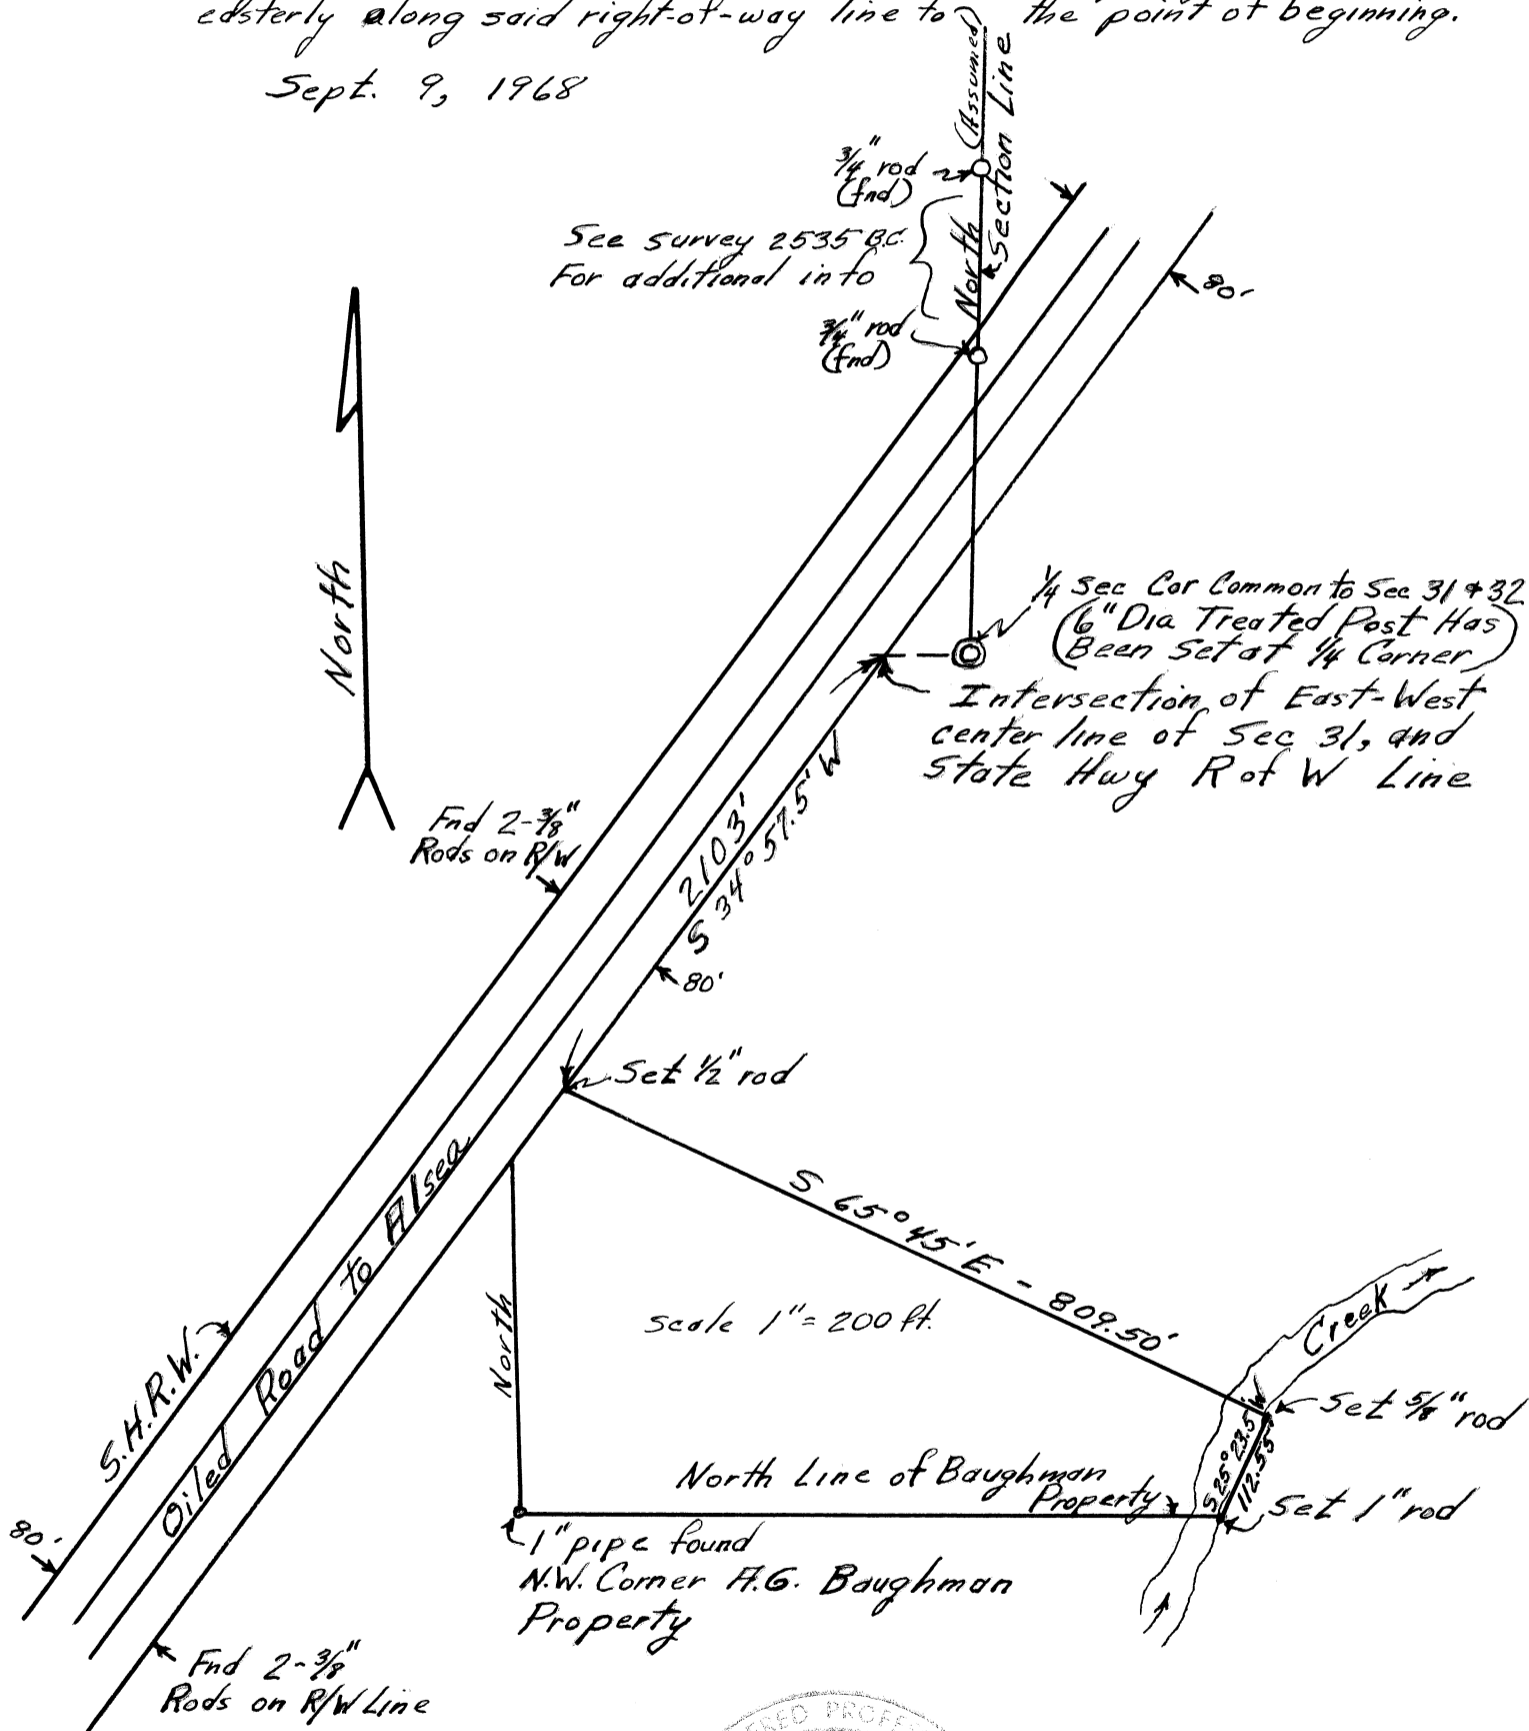 easterly along said right-of-way line to the point of beginning.
Sept. 9, 1968
(Assumed)
Section Line
North
3/4" rod
(fnd)
See survey 2535 B.C.
For additional info
3/4" rod
(fnd)
80'
North
1/4 Sec Cor Common to Sec 31 & 32
(6" Dia Treated Post Has
Been Set at 1/4 Corner)
Intersection of East-West
center line of Sec 31, and
State Hwy R of W Line
2103'
S 34° 57.5' W
Fnd 2-3/8"
Rods on R/W
80'
Set 1/2" rod
S 65° 45' E - 809.50'
Oiled Road to Alsea
North
Scale 1" = 200 ft.
Creek
S.H.R.W.
Set 5/8" rod
S 25° 23.5' W
112.55'
North Line of Baughman
Property
Set 1" rod
80'
1" pipe found
N.W. Corner A.G. Baughman
Property
Fnd 2-3/8"
Rods on R/W Line